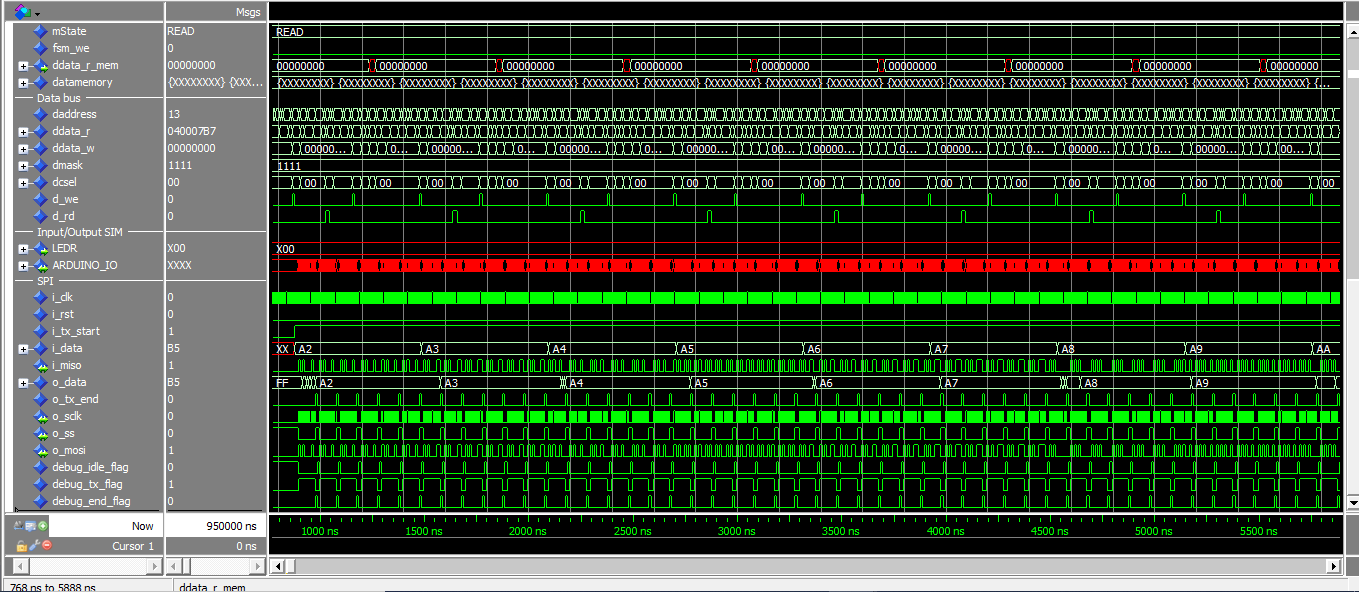 Msgs
mState READ READ
fsm_we 0
ddata_r_mem 00000000 00000000 00000000 00000000 00000000 00000000 00000000 00000000 00000000 00000000
datamemory {XXXXXXXX} {XXX... {XXXXXXXX} {XXXXXXXX} {XXXXXXXX} {XXXXXXXX} {XXXXXXXX} {XXXXXXXX} {XXXXXXXX} {XXXXXXXX} {XXXXXXXX} {XXXXXXXX} {XXXXXXXX} {XXXXXXXX} {XXXXXXXX} {XXXXXXXX} {XXXXXXXX} {XXXXXXXX} {XXXXXXXX} {...
Data bus
daddress 13
ddata_r 040007B7
ddata_w 00000000 00000... 0... 00000... 0... 00000... 0... 00000... 00000... 0... 00000... 0... 00000... 0... 00000... 00...
dmask 1111 1111
dcsel 00 00 00 00 00 00 00 00 00 00 00 00 00 00 00 00 00 00
d_we 0
d_rd 0
Input/Output SIM
LEDR X00 X00
ARDUINO_IO XXXX
SPI
i_clk 0
i_rst 0
i_tx_start 1
i_data B5 XX A2 A3 A4 A5 A6 A7 A8 A9 AA
i_miso 1
o_data B5 FF A2 A3 A4 A5 A6 A7 A8 A9
o_tx_end 0
o_sdk 0
o_ss 0
o_mosi 1
debug_idle_flag 0
debug_tx_flag 1
debug_end_flag 0
Now 950000 ns 1000 ns 1500 ns 2000 ns 2500 ns 3000 ns 3500 ns 4000 ns 4500 ns 5000 ns 5500 ns
Cursor 1 0 ns
768 ns to 5888 ns ddata_r_mem